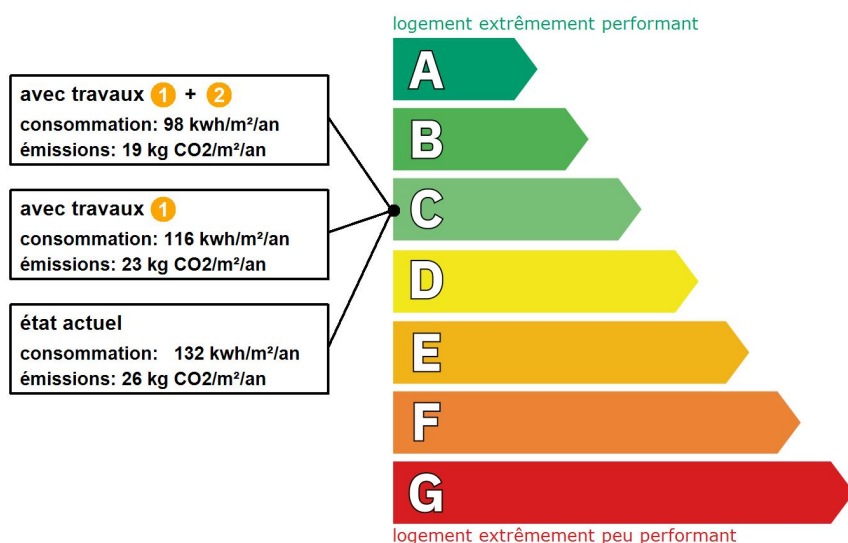 logement extrêmement performant
avec travaux 1 + 2
consommation: 98 kwh/m²/an
émissions: 19 kg CO2/m²/an
avec travaux 1
consommation: 116 kwh/m²/an
émissions: 23 kg CO2/m²/an
état actuel
consommation: 132 kwh/m²/an
émissions: 26 kg CO2/m²/an
A
B
C
D
E
F
G
logement extrêmement peu performant